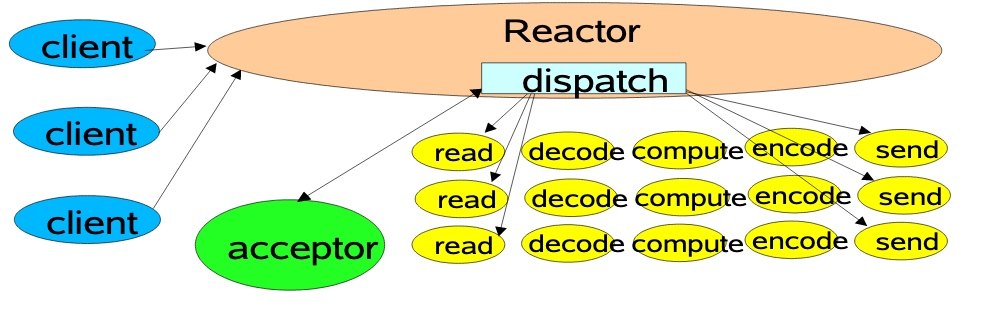 Reactor
client
dispatch
client
read decode compute encode send
client
read decode compute encode send
acceptor
read decode compute encode send